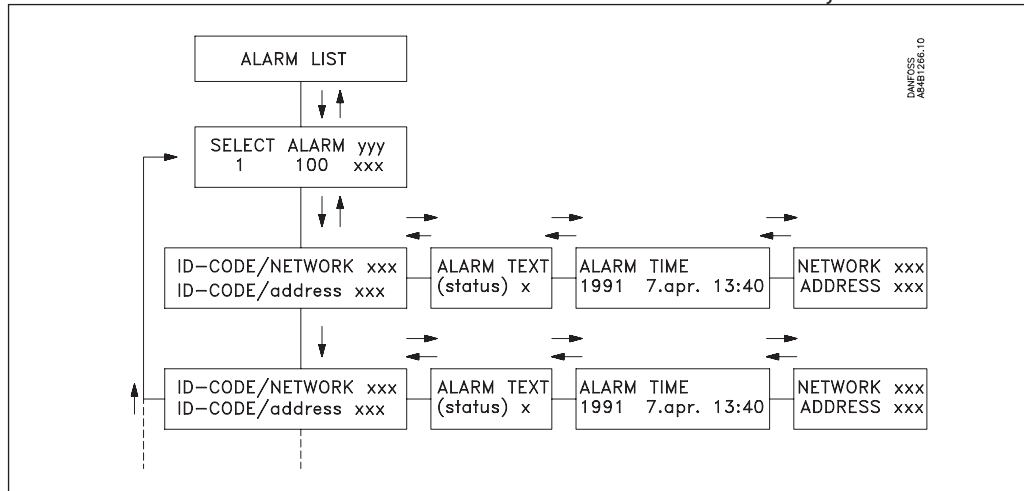 ALARM LIST
DANFOSS
A84B1266.10
SELECT ALARM yyy
1 100 xxx
ID-CODE/NETWORK xxx
ID-CODE/address xxx
ALARM TEXT
(status) x
ALARM TIME
1991 7.apr. 13:40
NETWORK xxx
ADDRESS xxx
ID-CODE/NETWORK xxx
ID-CODE/address xxx
ALARM TEXT
(status) x
ALARM TIME
1991 7.apr. 13:40
NETWORK xxx
ADDRESS xxx